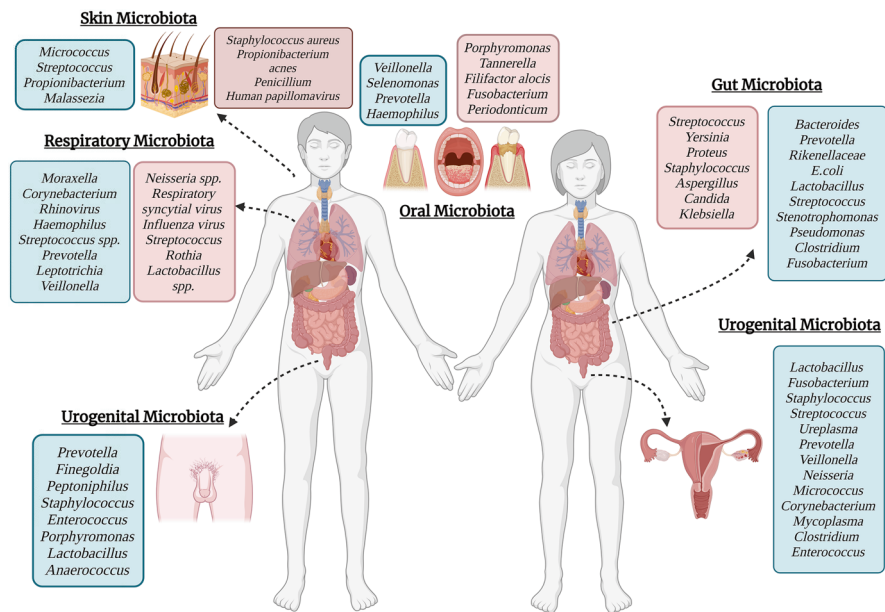 Skin Microbiota
Micrococcus
Streptococcus
Propionibacterium
Malassezia
Staphylococcus aureus
Propionibacterium
acnes
Penicillium
Human papillomavirus
Veillonella
Selenomonas
Prevotella
Haemophilus
Porphyromonas
Tannerella
Filifactor alocis
Fusobacterium
Periodonticum
Oral Microbiota
Respiratory Microbiota
Moraxella
Corynebacterium
Rhinovirus
Haemophilus
Streptococcus spp.
Prevotella
Leptotrichia
Veillonella
Neisseria spp.
Respiratory
syncytial virus
Influenza virus
Streptococcus
Rothia
Lactobacillus
spp.
Gut Microbiota
Streptococcus
Yersinia
Proteus
Staphylococcus
Aspergillus
Candida
Klebsiella
Bacteroides
Prevotella
Rikenellaceae
E.coli
Lactobacillus
Streptococcus
Stenotrophomonas
Pseudomonas
Clostridium
Fusobacterium
Urogenital Microbiota
Prevotella
Finegoldia
Peptoniphilus
Staphylococcus
Enterococcus
Porphyromonas
Lactobacillus
Anaerococcus
Urogenital Microbiota
Lactobacillus
Fusobacterium
Staphylococcus
Streptococcus
Ureplasma
Prevotella
Veillonella
Neisseria
Micrococcus
Corynebacterium
Mycoplasma
Clostridium
Enterococcus